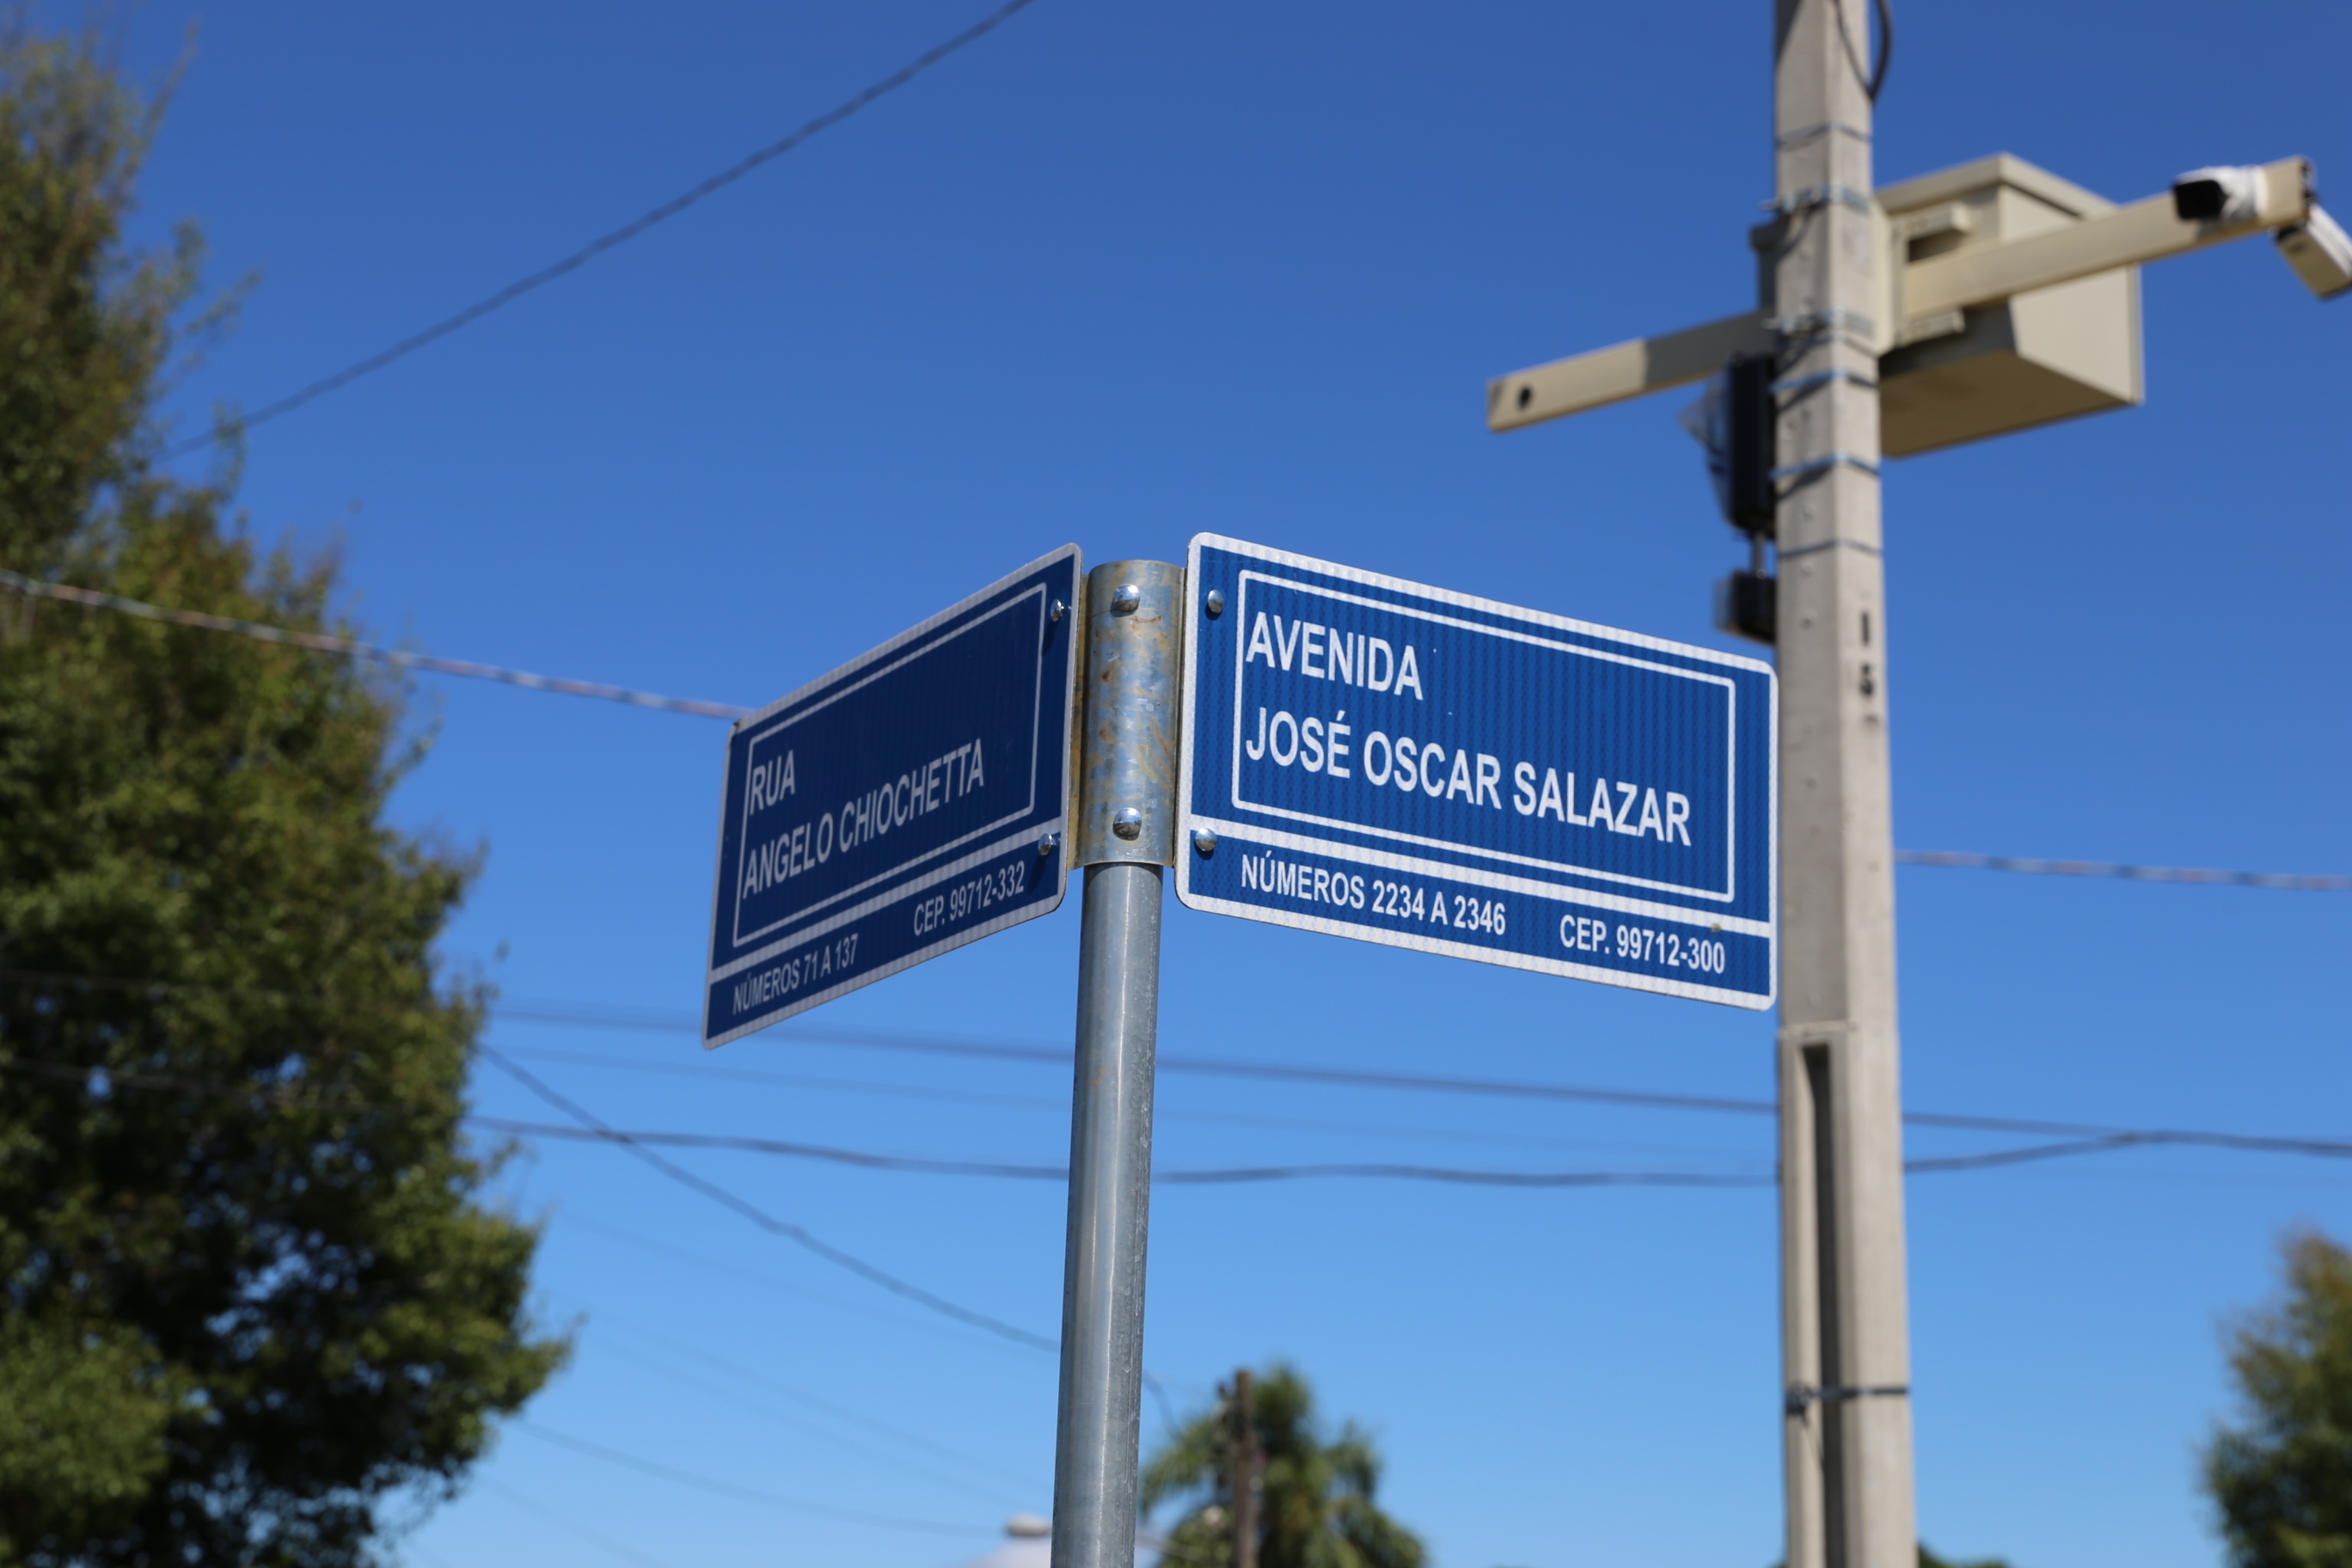 RUA
ANGELO CHIOCHETTA
NÚMEROS 71 A 137 CEP. 99712-332
AVENIDA
JOSÉ OSCAR SALAZAR
NÚMEROS 2234 A 2346 CEP. 99712-300